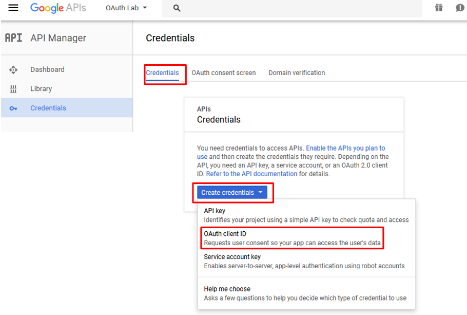 Google APIs
OAuth Lab
API
API Manager
Credentials
Dashboard
Library
Credentials
Credentials
OAuth consent screen
Domain verification
APIs
Credentials
You need credentials to access APIs. Enable the APIs you plan to
use and then create the credentials they require. Depending on the
API, you need an API key, a service account, or an OAuth 2.0 client
ID. Refer to the API documentation for details.
Create credentials
API key
Identifies your project using a simple API key to check quota and access
OAuth client ID
Requests user consent so your app can access the user's data
Service account key
Enables server-to-server, app-level authentication using robot accounts
Help me choose
Asks a few questions to help you decide which type of credential to use